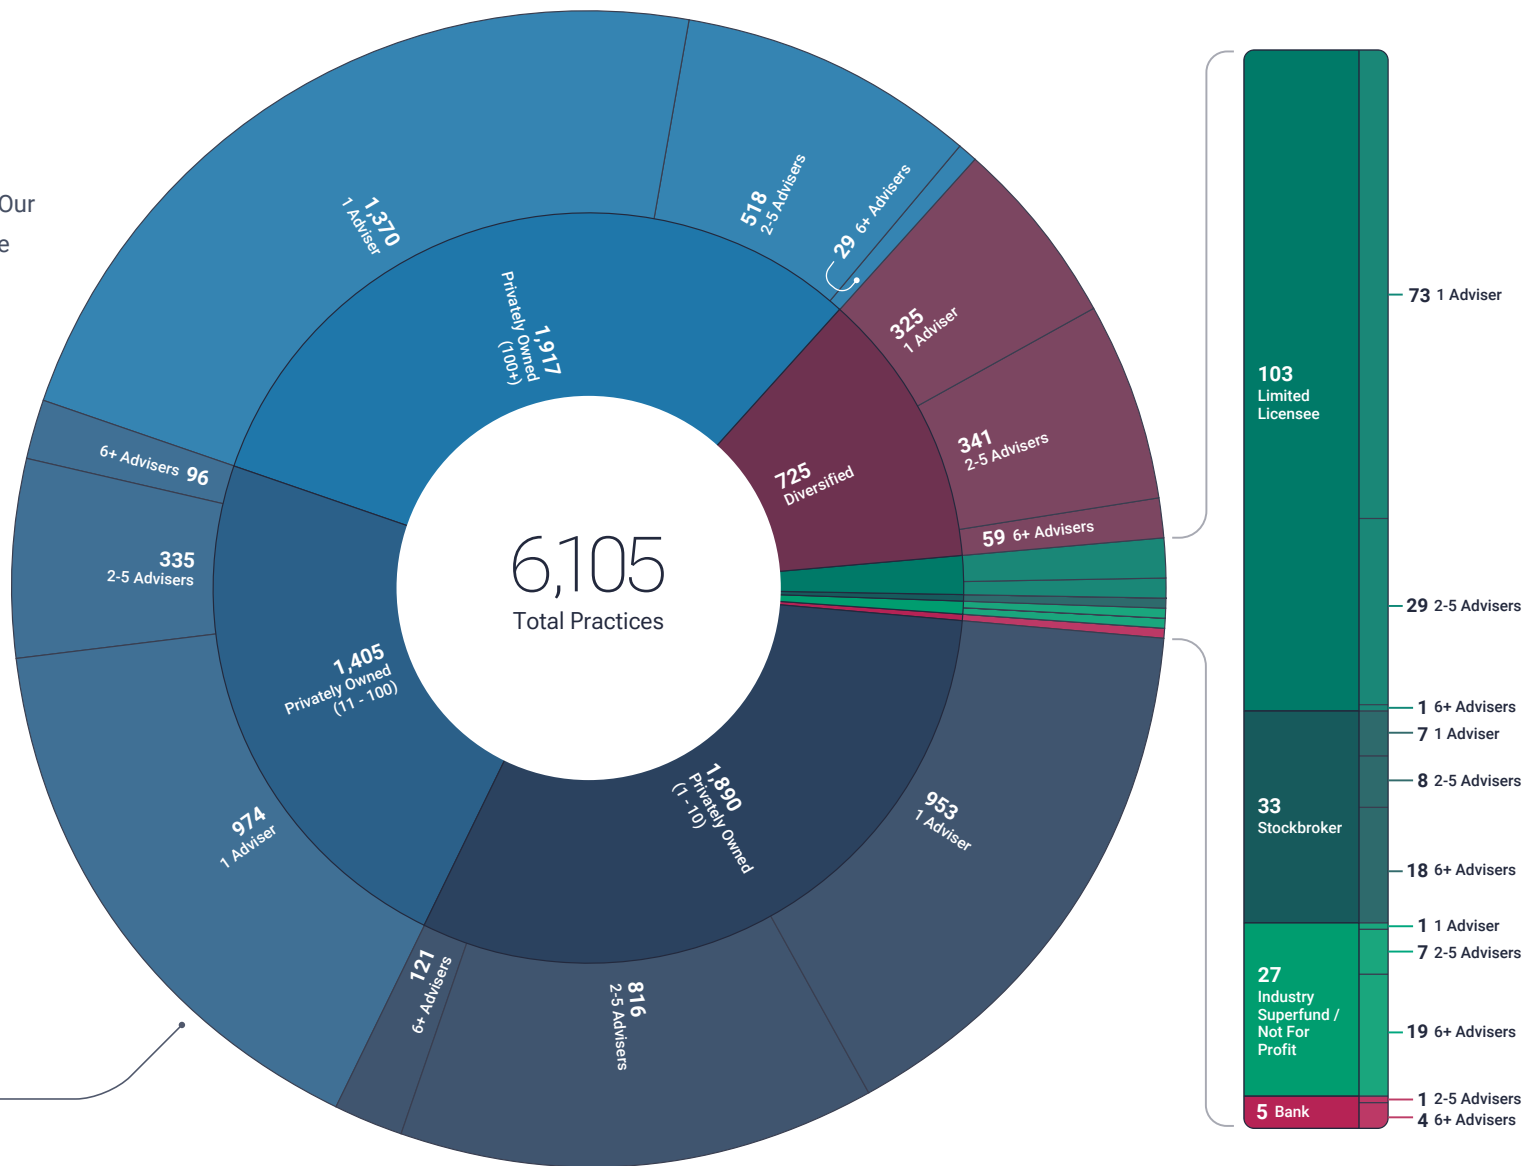 Our
e
1,370
1 Adviser
518
2-5 Advisers
29 6+ Advisers
1,917
Privately Owned
(100+)
325
1 Adviser
341
2-5 Advisers
59 6+ Advisers
725
Diversified
6+ Advisers 96
335
2-5 Advisers
974
1 Adviser
1,405
Privately Owned
(11 - 100)
6,105
Total Practices
1,890
Privately Owned
(1 - 10)
953
1 Adviser
816
2-5 Advisers
121
6+ Advisers
103
Limited
Licensee
73 1 Adviser
29 2-5 Advisers
1 6+ Advisers
33
Stockbroker
7 1 Adviser
8 2-5 Advisers
18 6+ Advisers
27
Industry
Superfund /
Not For
Profit
1 1 Adviser
7 2-5 Advisers
19 6+ Advisers
5 Bank
1 2-5 Advisers
4 6+ Advisers